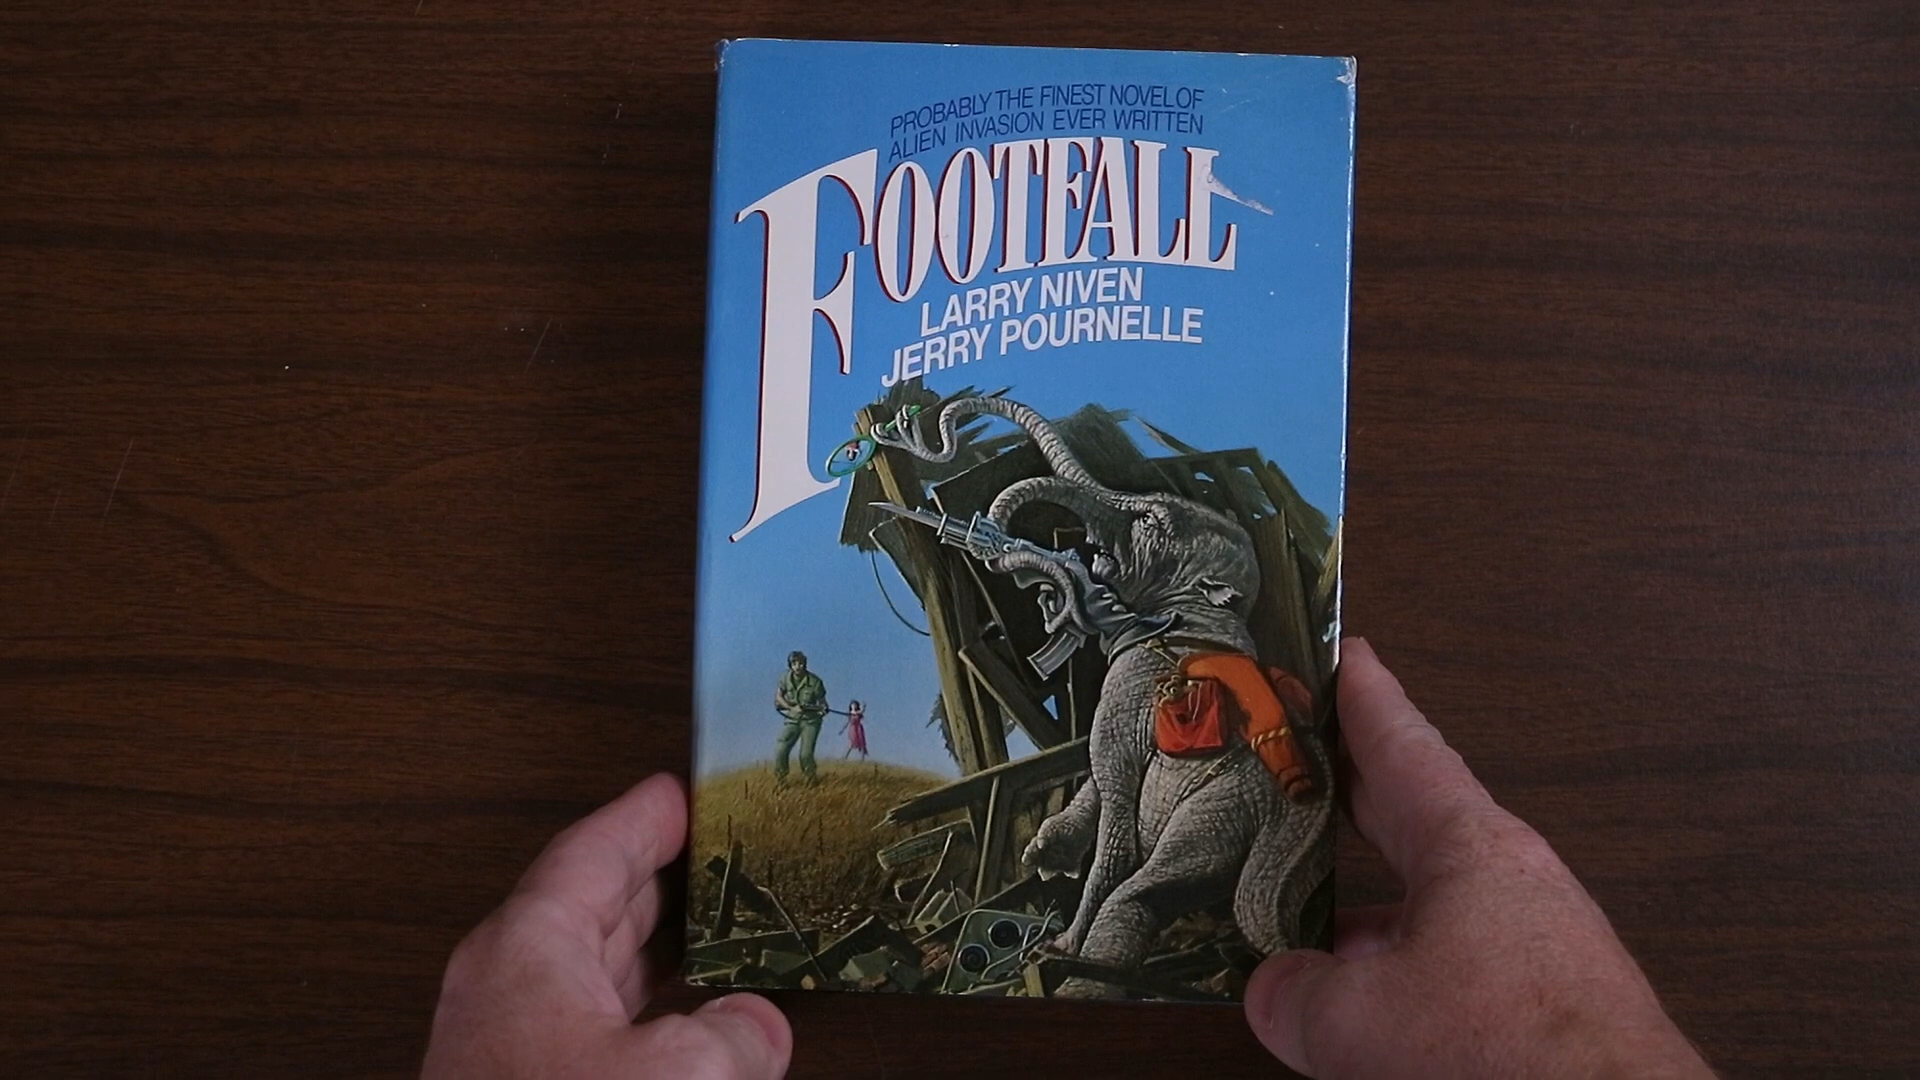 PROBABLY THE FINEST NOVEL OF
ALIEN INVASION EVER WRITTEN
FOOTFALL
LARRY NIVEN
JERRY POURNELLE